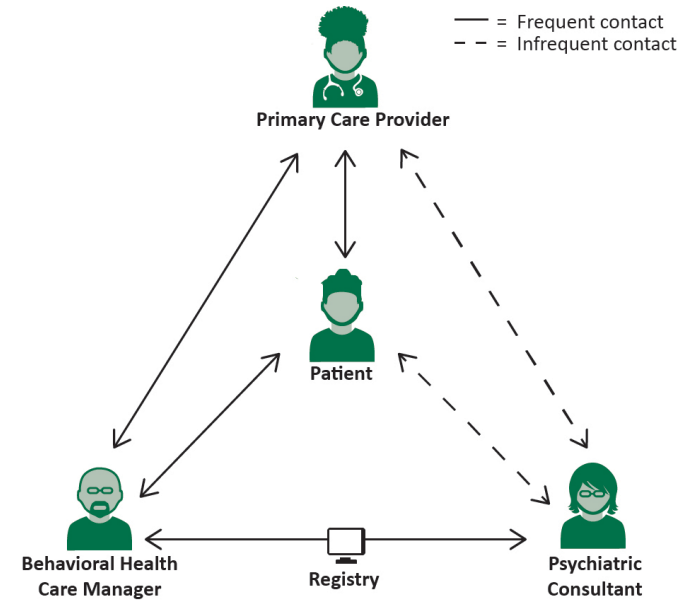 = Frequent contact
= Infrequent contact
Primary Care Provider
Patient
Behavioral Health
Care Manager
Registry
Psychiatric
Consultant